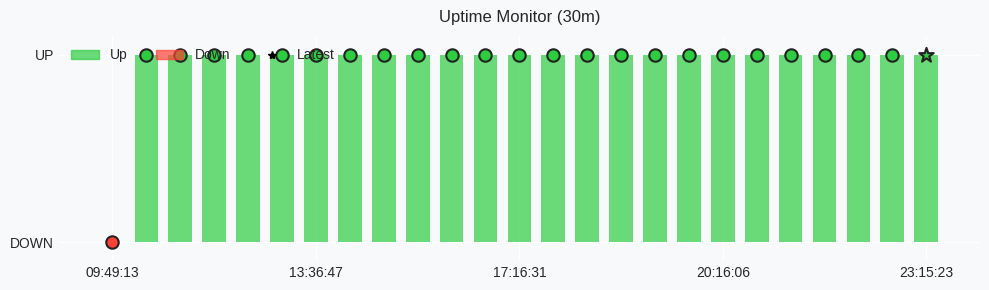 Uptime Monitor (30m)
UP
Up Down Latest
DOWN
09:49:13 13:36:47 17:16:31 20:16:06 23:15:23